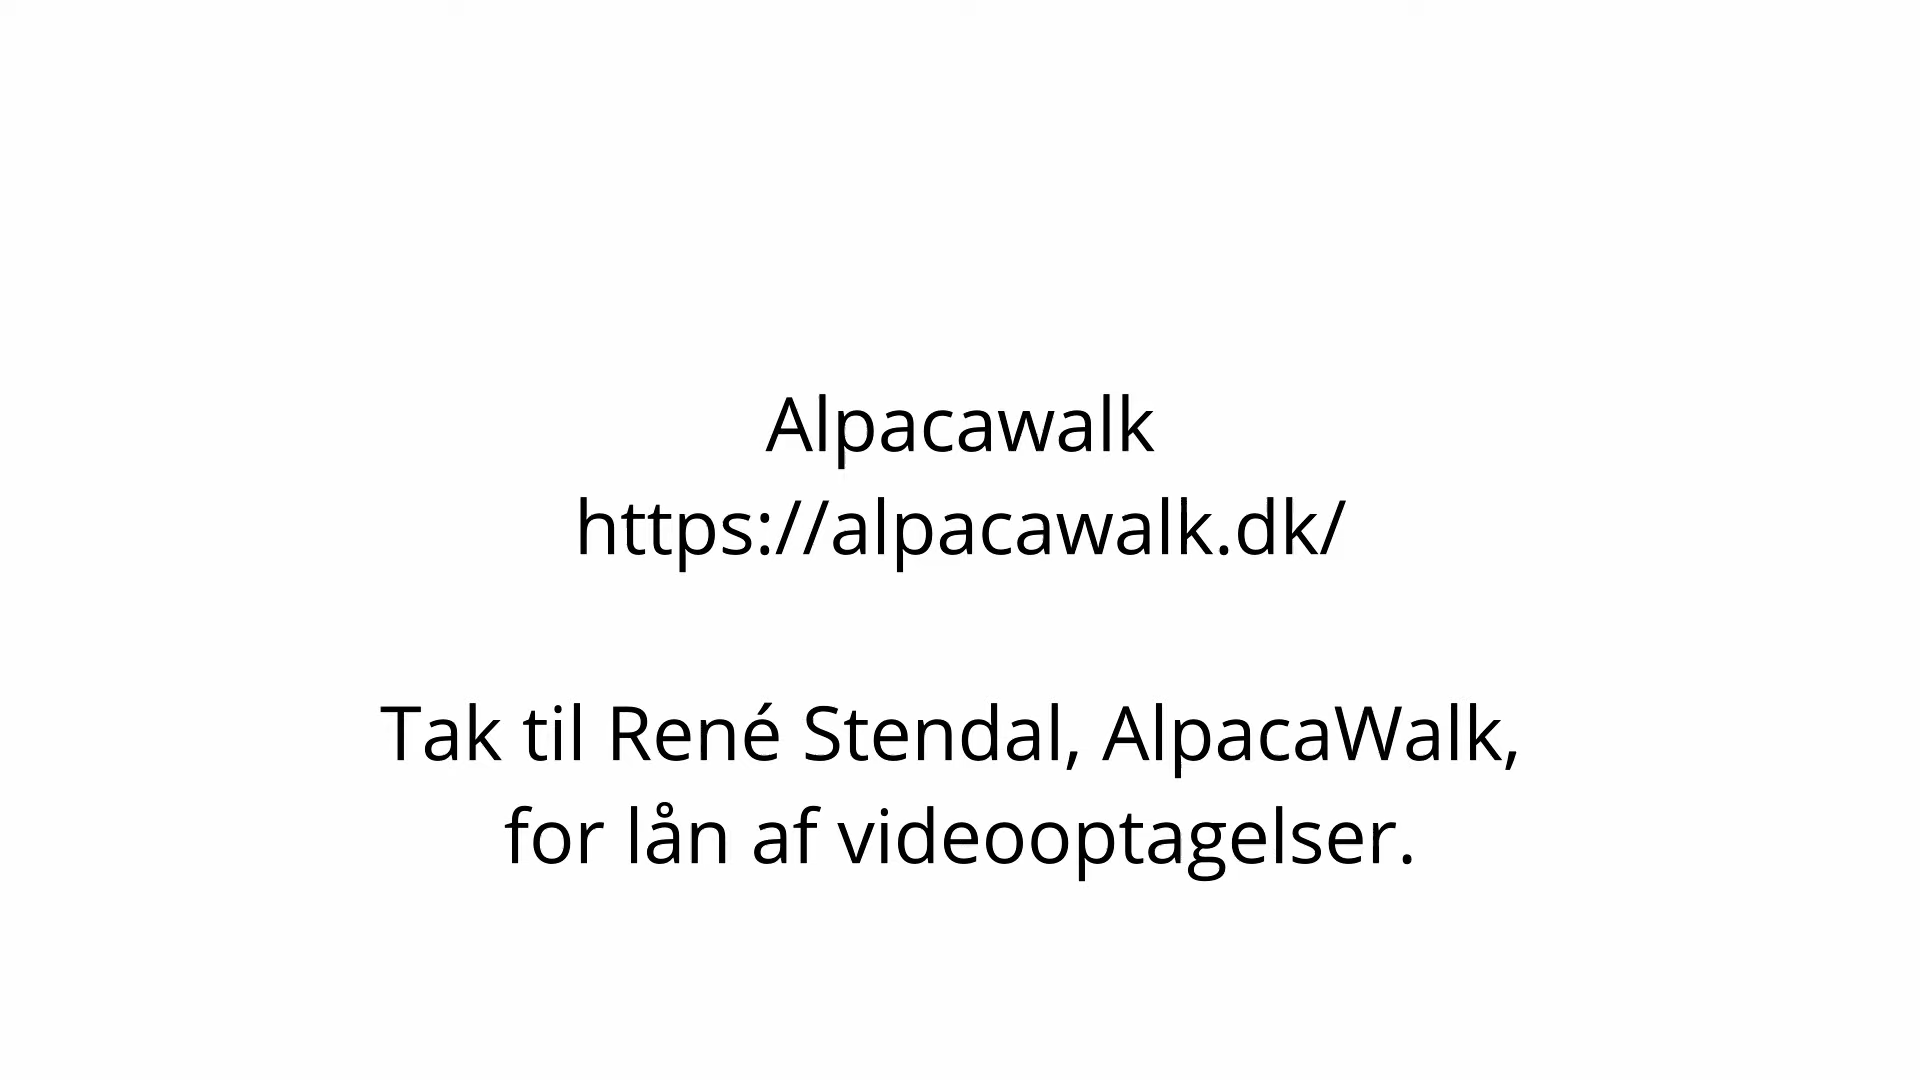 Alpacawalk
https://alpacawalk.dk/
Tak til René Stendal, AlpacaWalk,
for lån af videooptagelser.